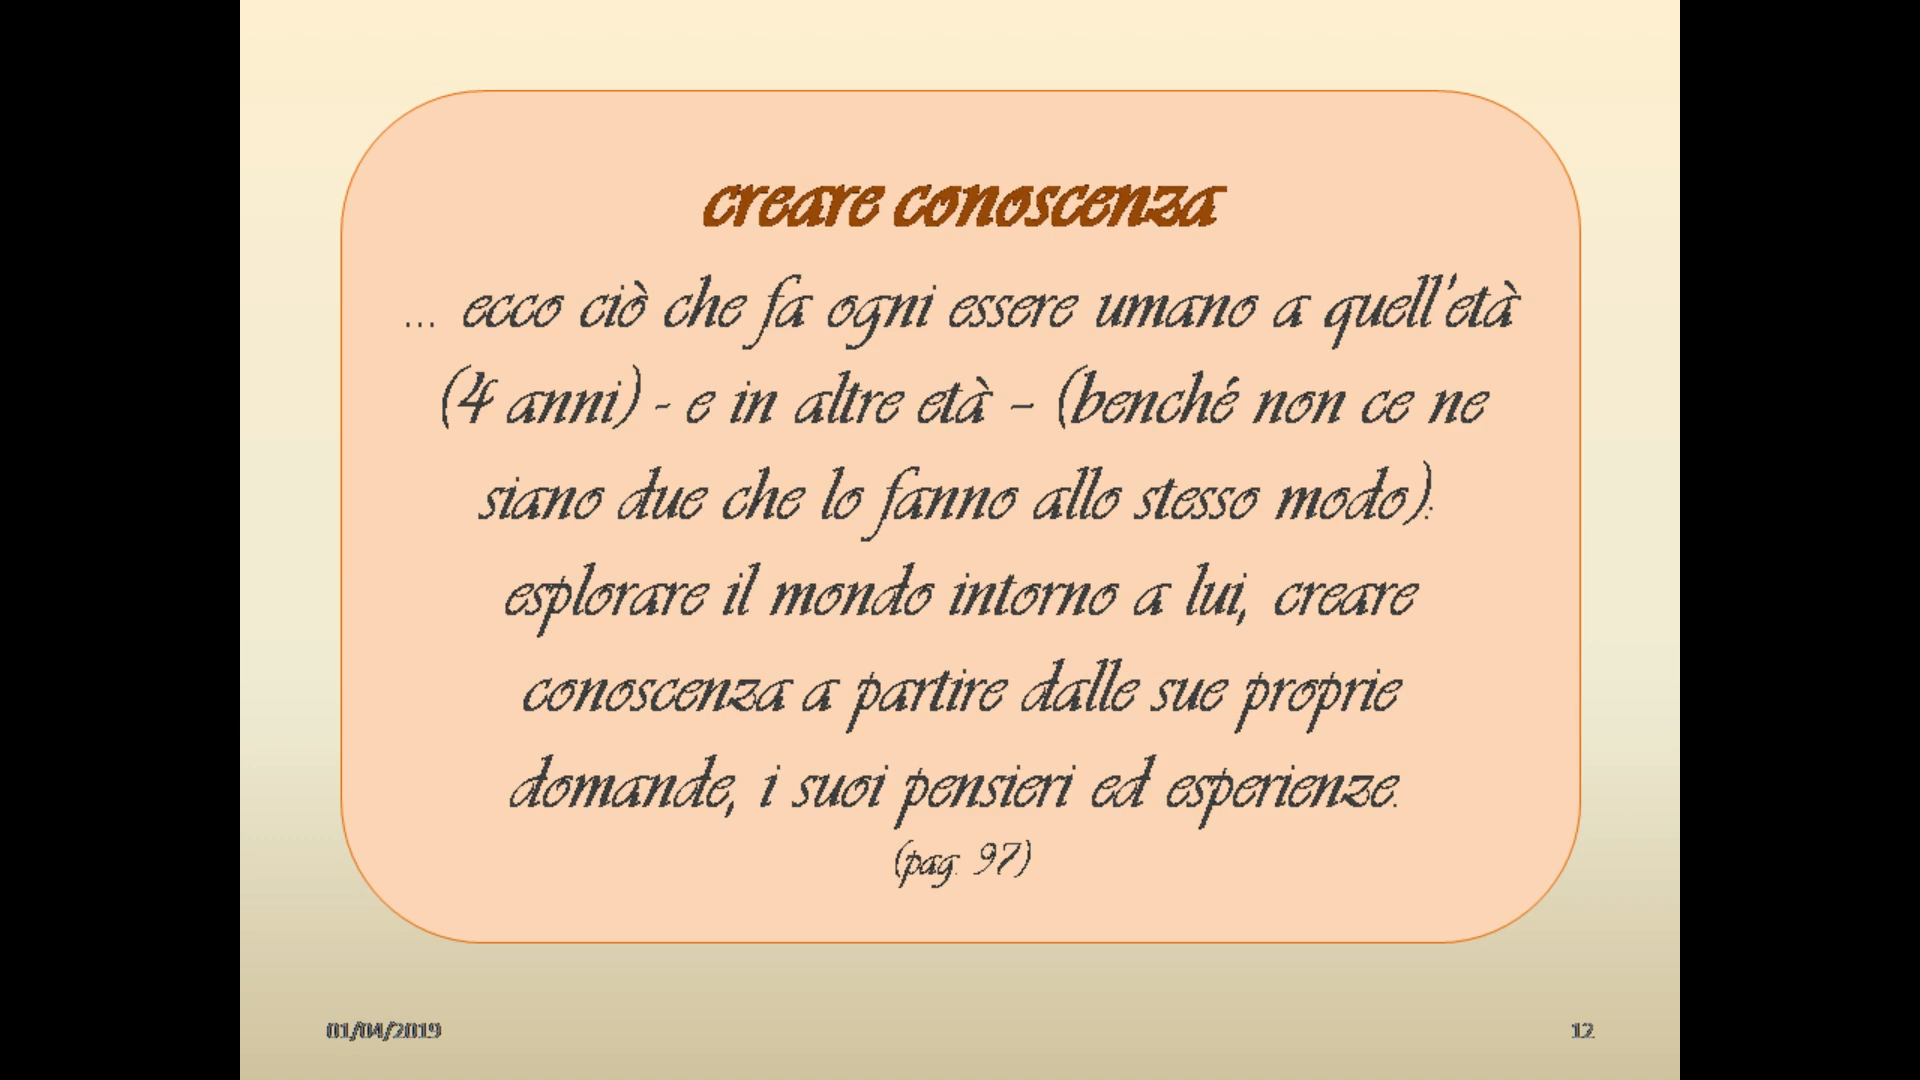 creare conoscenza
... ecco ciò che fa ogni essere umano a quell'età
(4 anni) - e in altre età – (benché non ce ne
siano due che lo fanno allo stesso modo):
esplorare il mondo intorno a lui, creare
conoscenza a partire dalle sue proprie
domande, i suoi pensieri ed esperienze.
(pag. 97)
01/04/2019
12